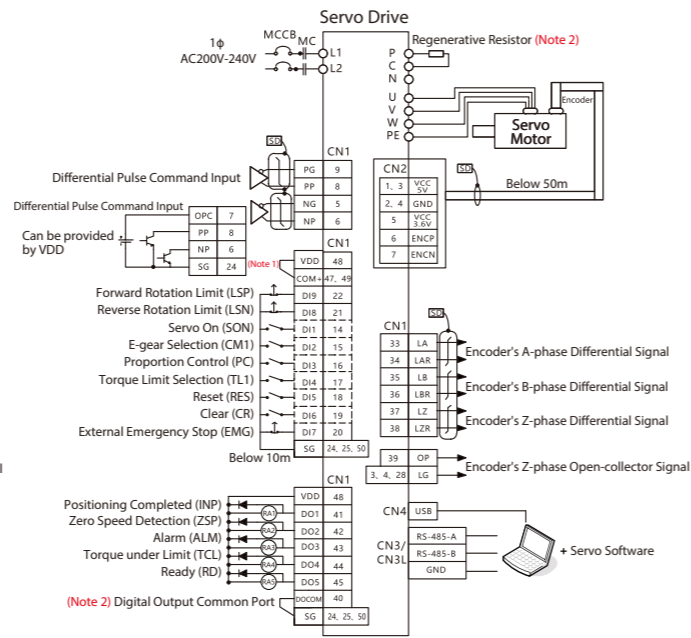 Servo Drive
MCCB
MC
1ϕ
AC200V-240V
L1
L2
P
C
N
Regenerative Resistor (Note 2)
U
V
W
PE
Encoder
Servo
Motor
SD
CN1
Differential Pulse Command Input
PG 9
PP 8
NG 5
NP 6
Differential Pulse Command Input
Can be provided
by VDD
OPC 7
PP 8
NP 6
SG 24
CN2
SD
Below 50m
1、3 VCC 5V
2、4 GND
5 VCC 3.6V
6 ENCP
7 ENCN
CN1
(Note 1)
VDD 48
COM+ 47、49
Forward Rotation Limit (LSP) DI9 22
Reverse Rotation Limit (LSN) DI8 21
Servo On (SON) DI1 14
E-gear Selection (CM1) DI2 15
Proportion Control (PC) DI3 16
Torque Limit Selection (TL1) DI4 17
Reset (RES) DI5 18
Clear (CR) DI6 19
External Emergency Stop (EMG) DI7 20
Below 10m SG 24、25、50
SD
CN1
33 LA
34 LAR
Encoder's A-phase Differential Signal
35 LB
36 LBR
Encoder's B-phase Differential Signal
37 LZ
38 LZR
Encoder's Z-phase Differential Signal
39 OP
3、4、28 LG
Encoder's Z-phase Open-collector Signal
CN1
VDD 48
Positioning Completed (INP) RA1 DO1 41
Zero Speed Detection (ZSP) RA2 DO2 42
Alarm (ALM) RA3 DO3 43
Torque under Limit (TCL) RA4 DO4 44
Ready (RD) RA5 DO5 45
(Note 2) Digital Output Common Port DOCOM 40
SG 24、25、50
CN4 USB
CN3/
CN3L
RS-485-A
RS-485-B
GND
+ Servo Software